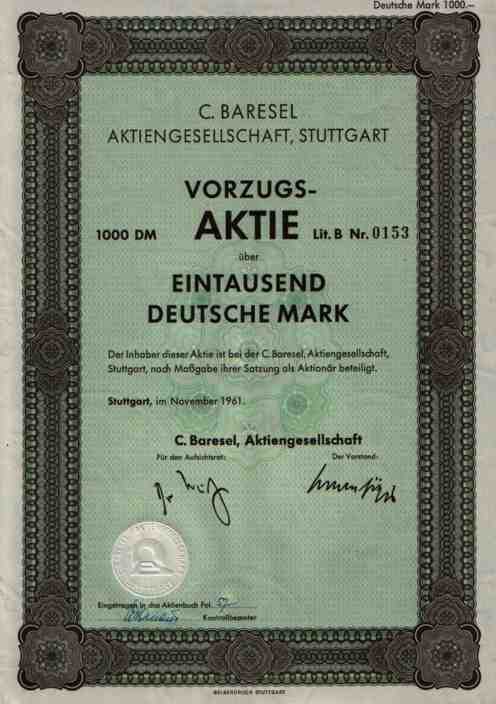 Deutsche Mark 1000.—
C. BARESEL
AKTIENGESELLSCHAFT, STUTTGART
VORZUGS-
1000 DM AKTIE Lit. B Nr. 0153
über
EINTAUSEND
DEUTSCHE MARK
Der Inhaber dieser Aktie ist bei der C. Baresel, Aktiengesellschaft,
Stuttgart, nach Maßgabe ihrer Satzung als Aktionär beteiligt.
Stuttgart, im November 1961.
C. Baresel, Aktiengesellschaft
Für den Aufsichtsrat: Der Vorstand:
Eingetragen in das Aktienbuch Fol.
Kontrollbeamter
BELSERDRUCK STUTTGART